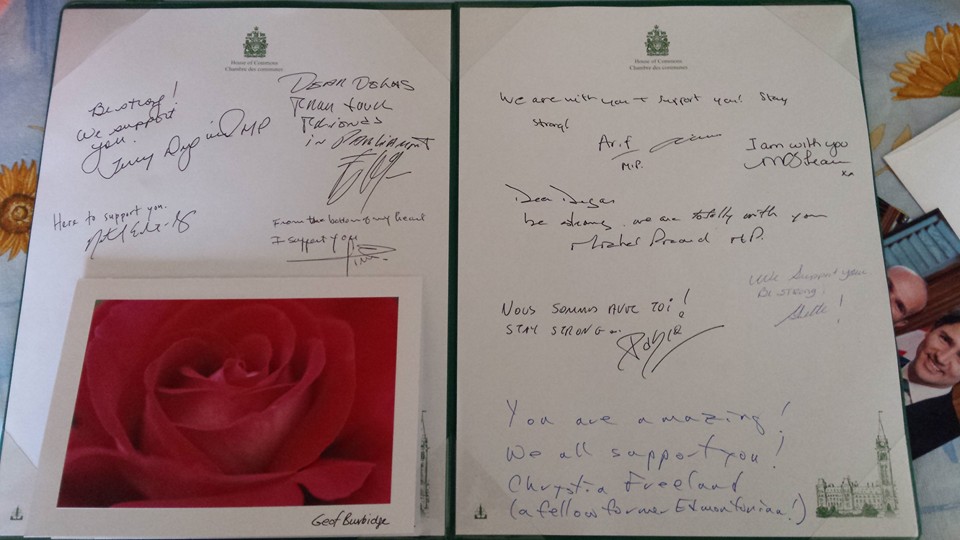 House of Commons
Chambre des communes
Be strong!
We support
you.
Terry MP
DEAR
FROM YOUR
FRIENDS
IN PARLIAMENT
Here to support you.
From the bottom of my heart
I support you
Geof Burbidge
House of Commons
Chambre des communes
We are with you + support you! Stay
strong!
Arif
M.P.
I am with you
xx
Dear
be strong. we are totally with you
M.P.
We support you.
Be strong!
NOUS SOMMES AVEC TOI!
STAY STRONG
You are amazing!
We all support you!
Chrystia Freeland
(a fellow former Edmontonian!)